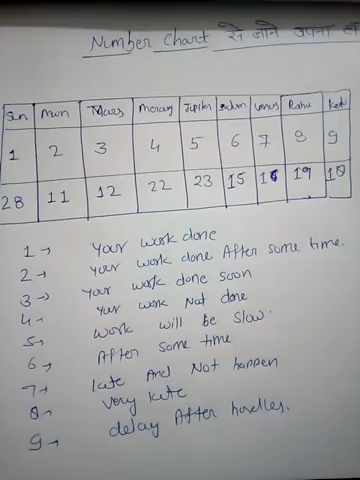 Number Chart से जाने अपना
Sun Moon Mars Mercury Jupiter Saturn Venus Rahu Ketu
1 2 3 4 5 6 7 8 9
28 11 12 22 23 15 16 19 18
1 → Your work done
2 → Your work done After some time
3 → Your work done soon
4 → Your work Not done
5 → work will be slow.
6 → After some time
7 → late And Not happen
8 → very late
9 → delay After hurdles.